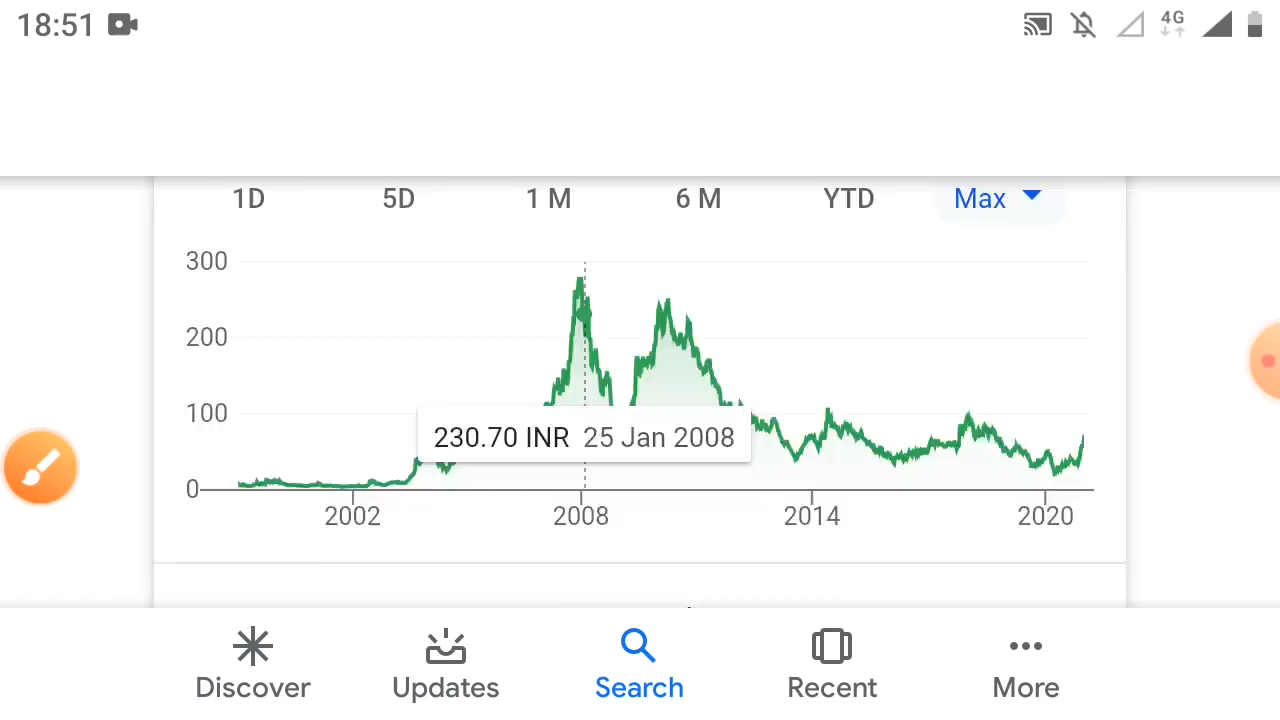 18:51
4G
1D 5D 1 M 6 M YTD Max
300
200
100
0
230.70 INR 25 Jan 2008
2002 2008 2014 2020
Discover Updates Search Recent More